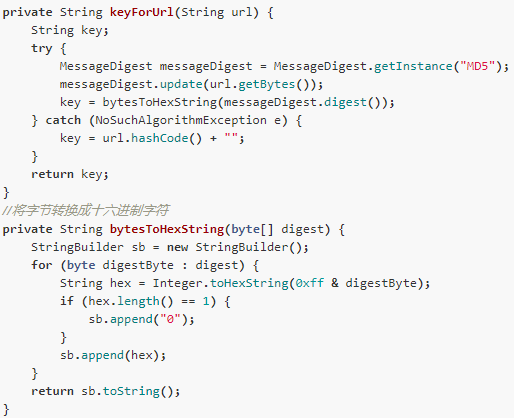 private String keyForUrl(String url) {
    String key;
    try {
        MessageDigest messageDigest = MessageDigest.getInstance("MD5");
        messageDigest.update(url.getBytes());
        key = bytesToHexString(messageDigest.digest());
    } catch (NoSuchAlgorithmException e) {
        key = url.hashCode() + "";
    }
    return key;
}
//将字节转换成十六进制字符
private String bytesToHexString(byte[] digest) {
    StringBuilder sb = new StringBuilder();
    for (byte digestByte : digest) {
        String hex = Integer.toHexString(0xff & digestByte);
        if (hex.length() == 1) {
            sb.append("0");
        }
        sb.append(hex);
    }
    return sb.toString();
}